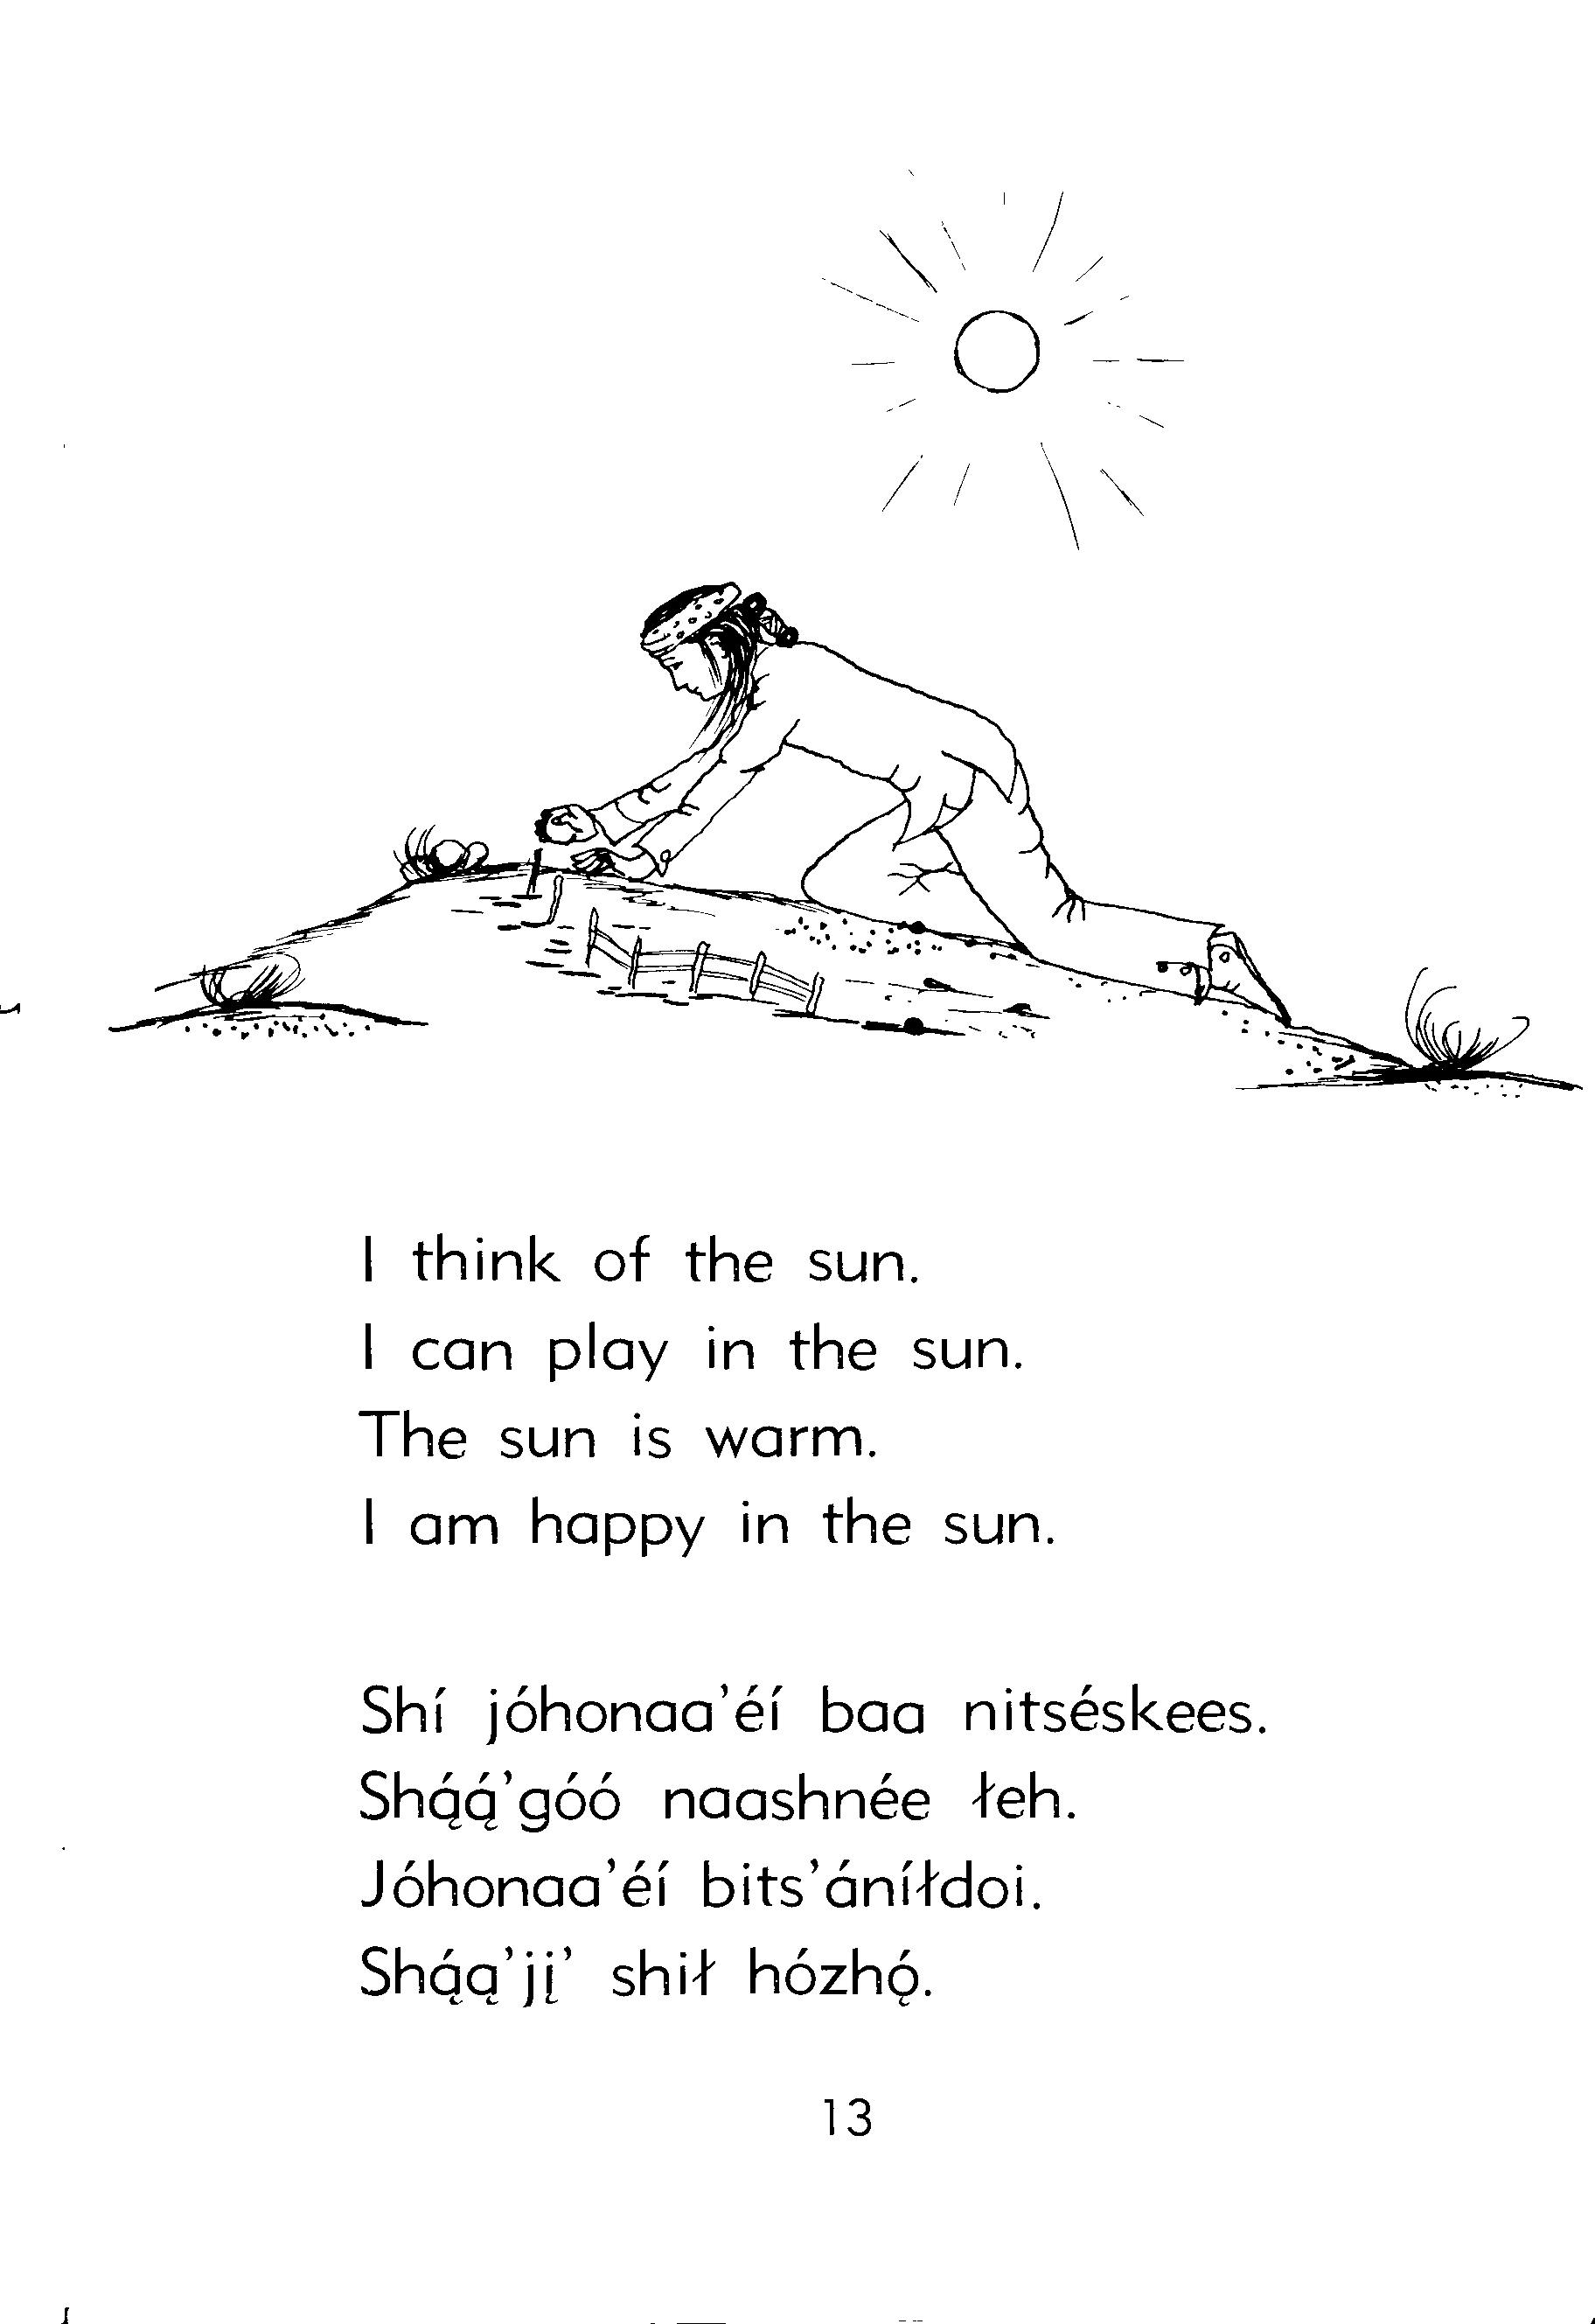 I think of the sun.
I can play in the sun.
The sun is warm.
I am happy in the sun.
Shí jóhonaa’éí baa nitséskees.
Shą́ą́’góó naashnée łeh.
Jóhonaa’éí bits’áníłdoi.
Shą́ą’jį’ shił hózhǫ́.
13